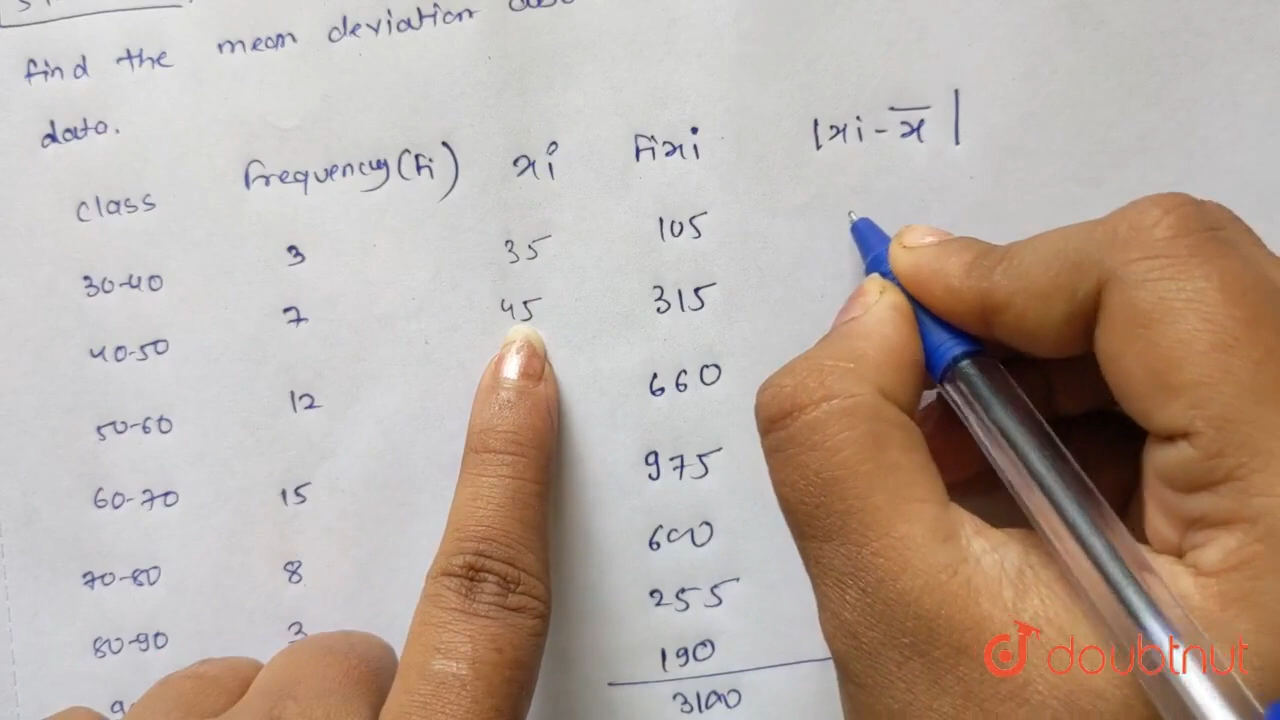 find the mean deviation
data.
class Frequency(Fi) xi Fixi |xi-x̅|
30-40 3 35 105
40-50 7 45 315
50-60 12 660
60-70 15 975
70-80 8 600
80-90 3 255
190
3100
doubtnut